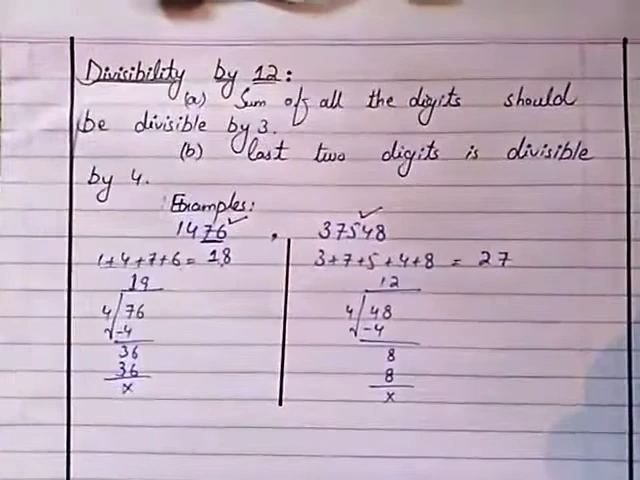 Divisibility by 12:
(a) Sum of all the digits should
be divisible by 3.
(b) last two digits is divisible
by 4.
Examples:
1476 ✓ , 37548 ✓
1+4+7+6 = 18 3+7+5+4+8 = 27
19 12
4 √76 4 √48
-4 -4
36 8
36 8
x x